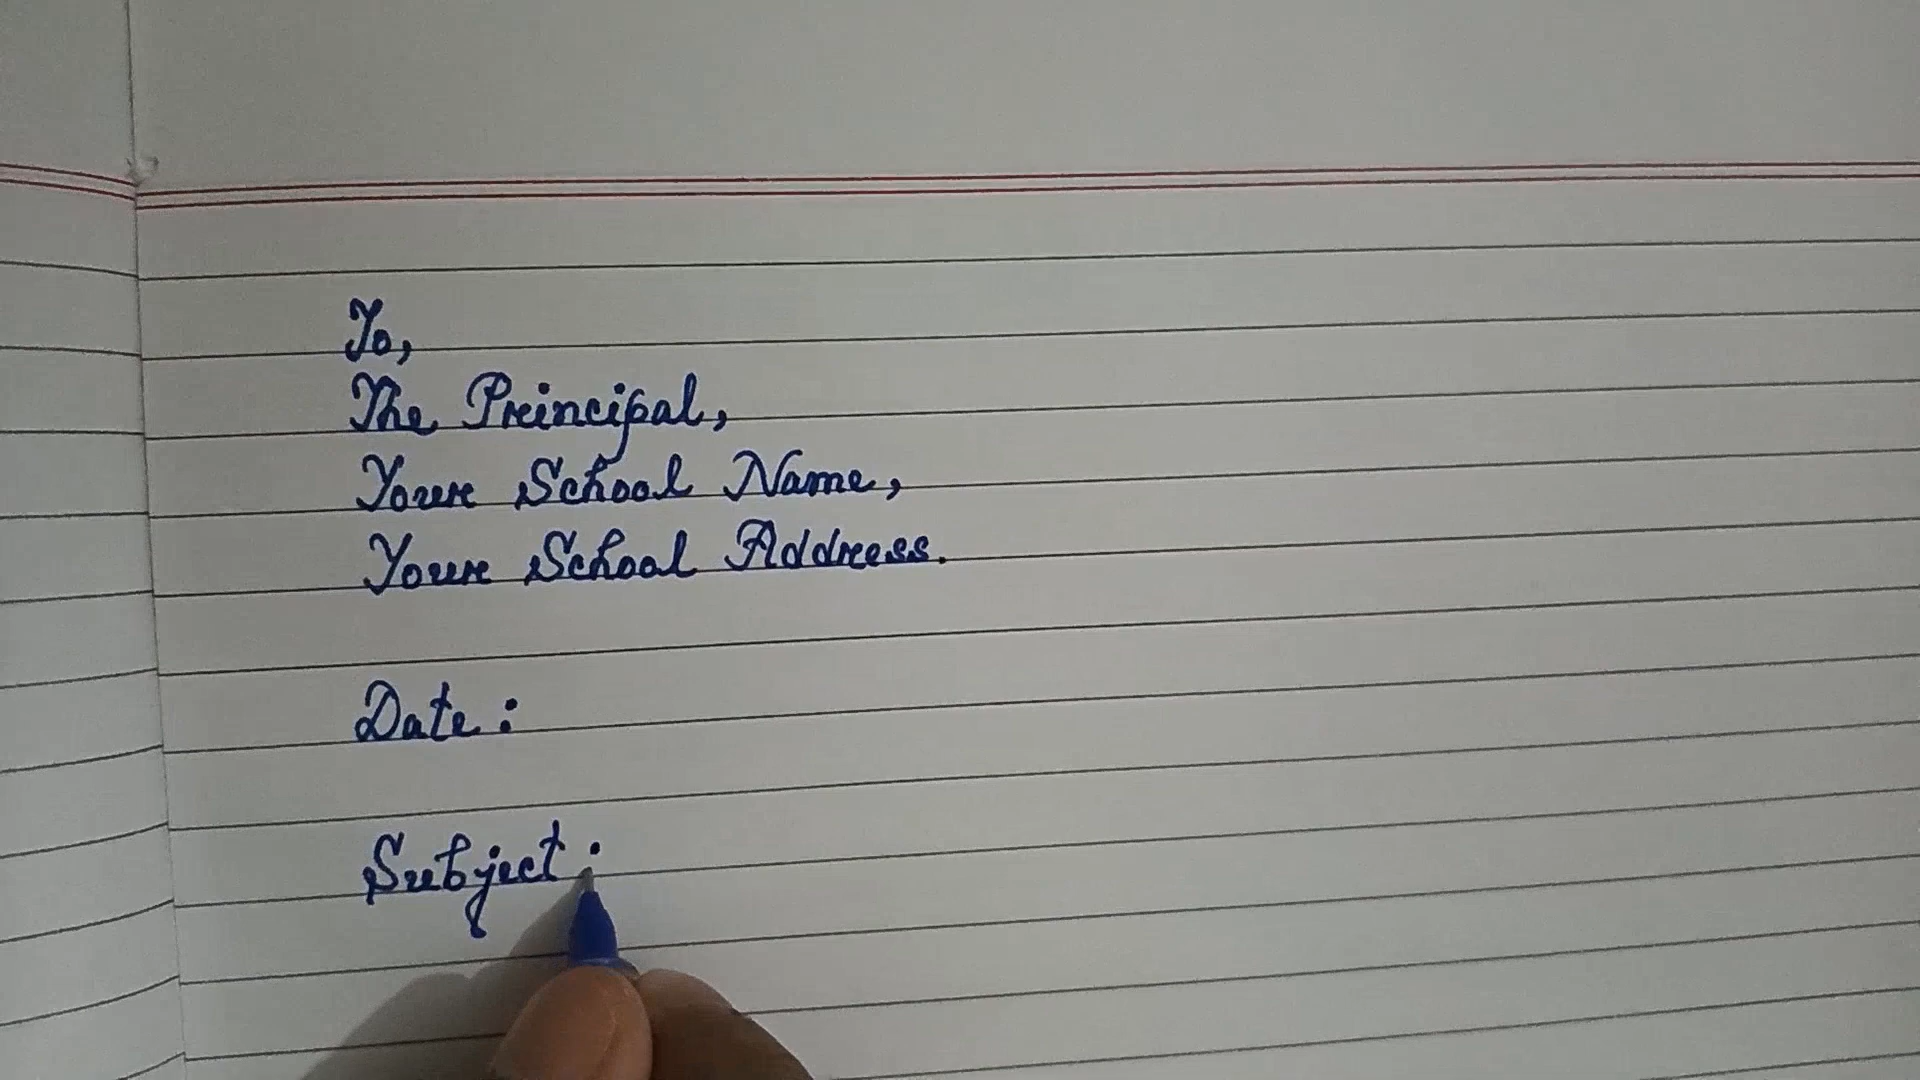 To,
The Principal,
Your School Name,
Your School Address.
Date :
Subject :